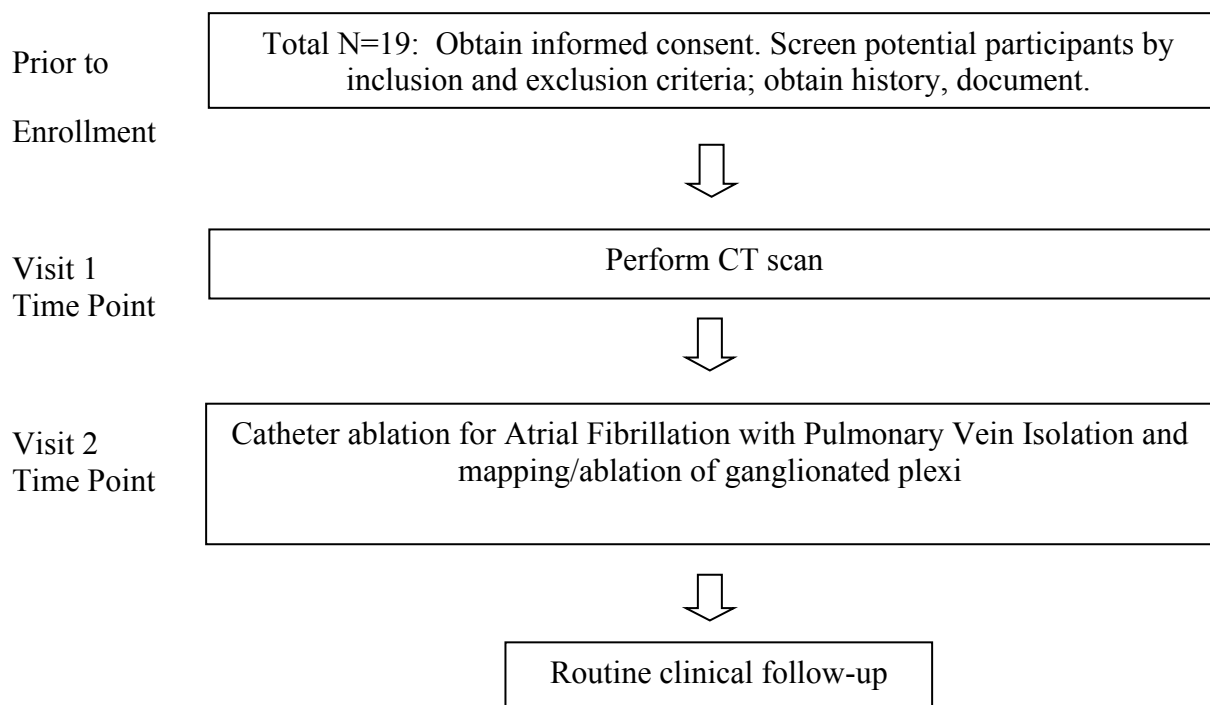 Prior to
Enrollment
Total N=19: Obtain informed consent. Screen potential participants by
inclusion and exclusion criteria; obtain history, document.
Visit 1
Time Point
Perform CT scan
Visit 2
Time Point
Catheter ablation for Atrial Fibrillation with Pulmonary Vein Isolation and
mapping/ablation of ganglionated plexi
Routine clinical follow-up